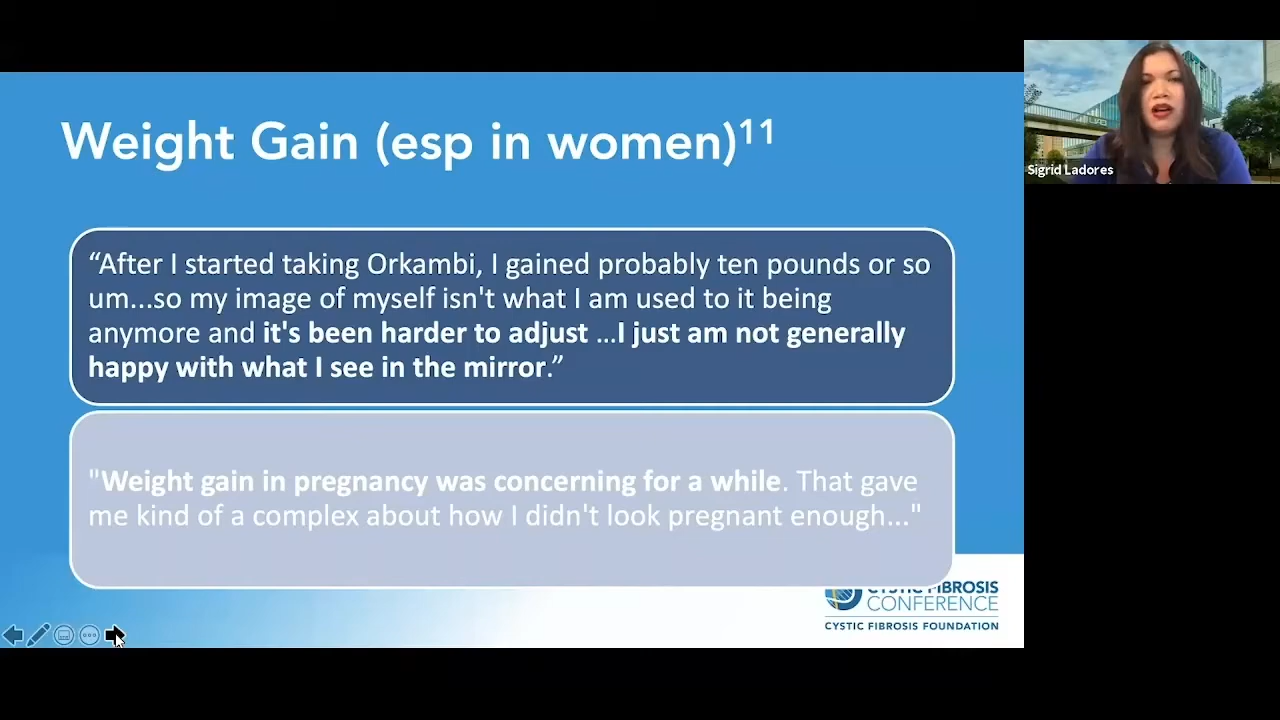 Weight Gain (esp in women)¹¹
Sigrid Ladores
“After I started taking Orkambi, I gained probably ten pounds or so
um...so my image of myself isn't what I am used to it being
anymore and it's been harder to adjust ...I just am not generally
happy with what I see in the mirror.”
"Weight gain in pregnancy was concerning for a while. That gave
me kind of a complex about how I didn't look pregnant enough..."
CYSTIC FIBROSIS
CONFERENCE
CYSTIC FIBROSIS FOUNDATION